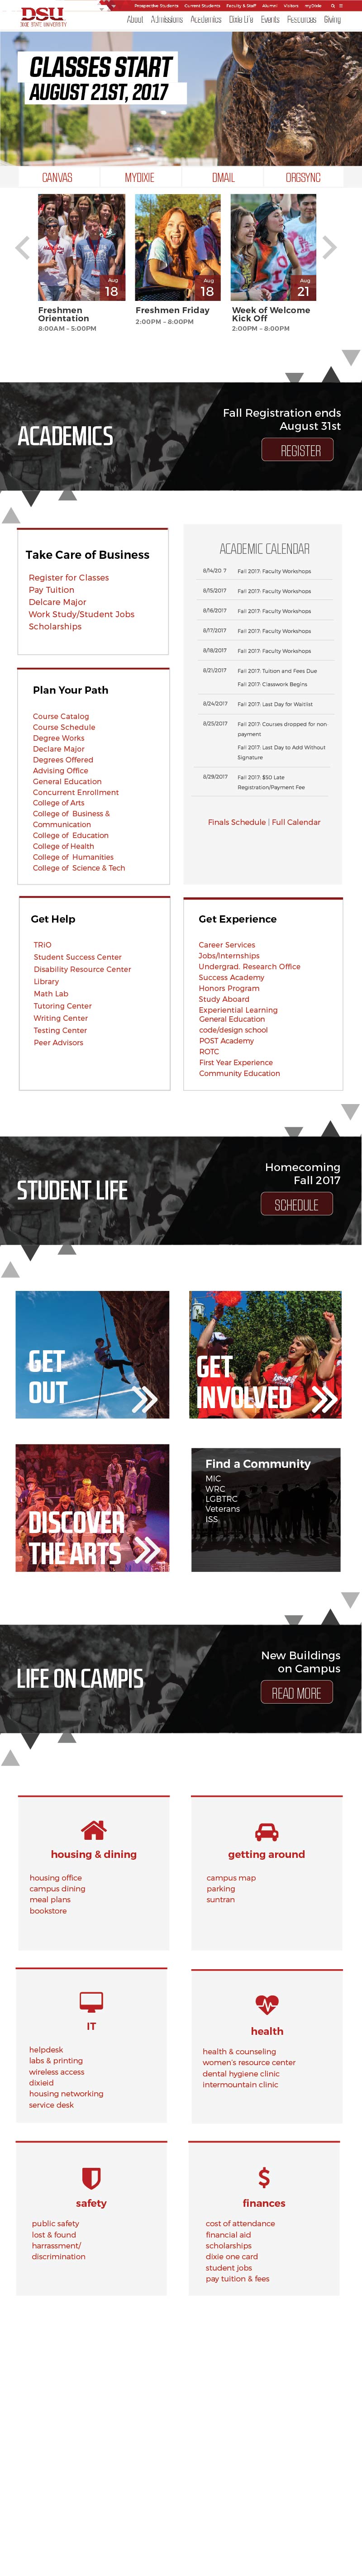 DSU
DIXIE STATE UNIVERSITY
Prospective Students Current Students Faculty & Staff Alumni Visitors myDixie
About Admissions Academics Dixie Life Events Resources Giving
CLASSES START
AUGUST 21ST, 2017
CANVAS MYDIXIE DMAIL ORGSYNC
Aug
18
Freshmen
Orientation
8:00AM – 5:00PM
Aug
18
Freshmen Friday
2:00PM – 8:00PM
Aug
21
Week of Welcome
Kick Off
2:00PM – 8:00PM
ACADEMICS
Fall Registration ends
August 31st
REGISTER
Take Care of Business
Register for Classes
Pay Tuition
Delcare Major
Work Study/Student Jobs
Scholarships
ACADEMIC CALENDAR
8/14/20 7 Fall 2017: Faculty Workshops
8/15/2017 Fall 2017: Faculty Workshops
8/16/2017 Fall 2017: Faculty Workshops
8/17/2017 Fall 2017: Faculty Workshops
8/18/2017 Fall 2017: Faculty Workshops
8/21/2017 Fall 2017: Tuition and Fees Due
Fall 2017: Classwork Begins
8/24/2017 Fall 2017: Last Day for Waitlist
8/25/2017 Fall 2017: Courses dropped for non
payment
Fall 2017: Last Day to Add Without
Signature
8/29/2017 Fall 2017: $50 Late
Registration/Payment Fee
Finals Schedule | Full Calendar
Plan Your Path
Course Catalog
Course Schedule
Degree Works
Declare Major
Degrees Offered
Advising Office
General Education
Concurrent Enrollment
College of Arts
College of Business &
Communication
College of Education
College of Health
College of Humanities
College of Science & Tech
Get Help
TRiO
Student Success Center
Disability Resource Center
Library
Math Lab
Tutoring Center
Writing Center
Testing Center
Peer Advisors
Get Experience
Career Services
Jobs/Internships
Undergrad. Research Office
Success Academy
Honors Program
Study Aboard
Experiential Learning
General Education
code/design school
POST Academy
ROTC
First Year Experience
Community Education
STUDENT LIFE
Homecoming
Fall 2017
SCHEDULE
GET
OUT
GET
INVOLVED
DISCOVER
THE ARTS
Find a Community
MIC
WRC
LGBTRC
Veterans
ISS
LIFE ON CAMPIS
New Buildings
on Campus
READ MORE
housing & dining
housing office
campus dining
meal plans
bookstore
getting around
campus map
parking
suntran
IT
helpdesk
labs & printing
wireless access
dixieid
housing networking
service desk
health
health & counseling
women's resource center
dental hygiene clinic
intermountain clinic
safety
public safety
lost & found
harrassment/
discrimination
finances
cost of attendance
financial aid
scholarships
dixie one card
student jobs
pay tuition & fees